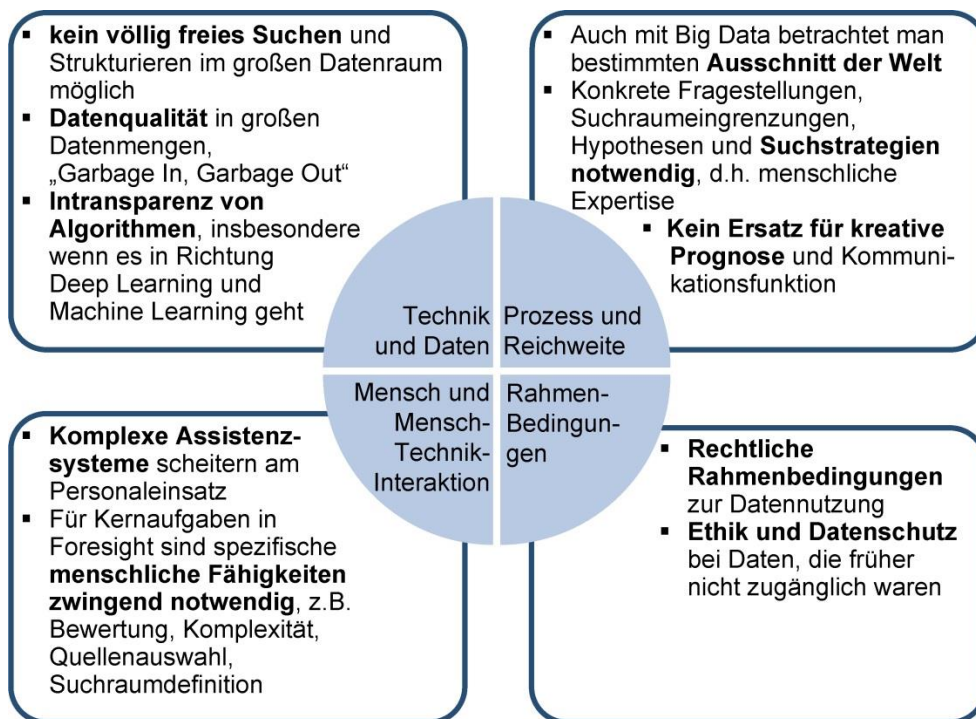 ▪ kein völlig freies Suchen und
Strukturieren im großen Datenraum
möglich
▪ Datenqualität in großen
Datenmengen,
„Garbage In, Garbage Out“
▪ Intransparenz von
Algorithmen, insbesondere
wenn es in Richtung
Deep Learning und
Machine Learning geht
▪ Auch mit Big Data betrachtet man
bestimmten Ausschnitt der Welt
▪ Konkrete Fragestellungen,
Suchraumeingrenzungen,
Hypothesen und Suchstrategien
notwendig, d.h. menschliche
Expertise
▪ Kein Ersatz für kreative
Prognose und Kommuni-
kationsfunktion
Technik
und Daten
Prozess und
Reichweite
Mensch und
Mensch-
Technik-
Interaktion
Rahmen-
Bedingun-
gen
▪ Komplexe Assistenz-
systeme scheitern am
Personaleinsatz
▪ Für Kernaufgaben in
Foresight sind spezifische
menschliche Fähigkeiten
zwingend notwendig, z.B.
Bewertung, Komplexität,
Quellenauswahl,
Suchraumdefinition
▪ Rechtliche
Rahmenbedingungen
zur Datennutzung
▪ Ethik und Datenschutz
bei Daten, die früher
nicht zugänglich waren